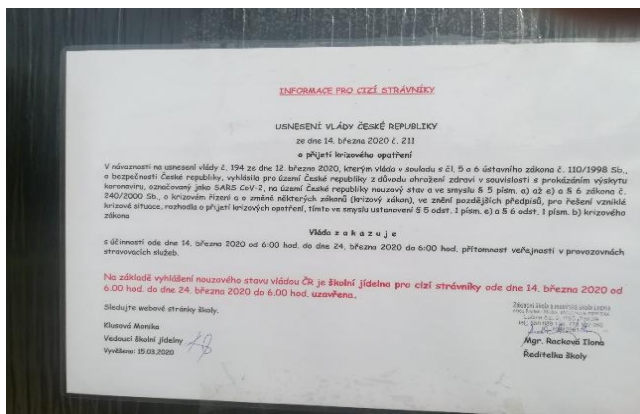 INFORMACE PRO CIZÍ STRÁVNÍKY
USNESENÍ VLÁDY ČESKÉ REPUBLIKY
ze dne 14. března 2020 č. 211
o přijetí krizového opatření
V návaznosti na usnesení vlády č. 194 ze dne 12. března 2020, kterým vláda v souladu s čl. 5 a 6 ústavního zákona č. 110/1998 Sb.,
o bezpečnosti České republiky, vyhlásila pro území České republiky z důvodu ohrožení zdraví v souvislosti s prokázáním výskytu
koronaviru, označovaný jako SARS CoV-2, na území České republiky nouzový stav a ve smyslu § 5 písm. a) až e) a § 6 zákona č.
240/2000 Sb., o krizovém řízení a o změně některých zákonů (krizový zákon), ve znění pozdějších předpisů, pro řešení vzniklé
krizové situace, rozhodla o přijetí krizových opatření, tímto ve smyslu ustanovení § 5 odst. 1 písm. e) a § 6 odst. 1 písm. b) krizového
zákona
Vláda z a k a z u j e
s účinností ode dne 14. března 2020 od 6:00 hod. do dne 24. března 2020 do 6:00 hod. přítomnost veřejnosti v provozovnách
stravovacích služeb.
Na základě vyhlášení nouzového stavu vládou ČR je školní jídelna pro cizí strávníky ode dne 14. března 2020 od
6.00 hod. do dne 24. března 2020 do 6.00 hod. uzavřena.
Sledujte webové stránky školy.
Klusová Monika
Vedoucí školní jídelny
Vyvěšeno: 15.03.2020
Základní škola a mateřská škola
Mgr. Rocková Ilona
Ředitelka školy